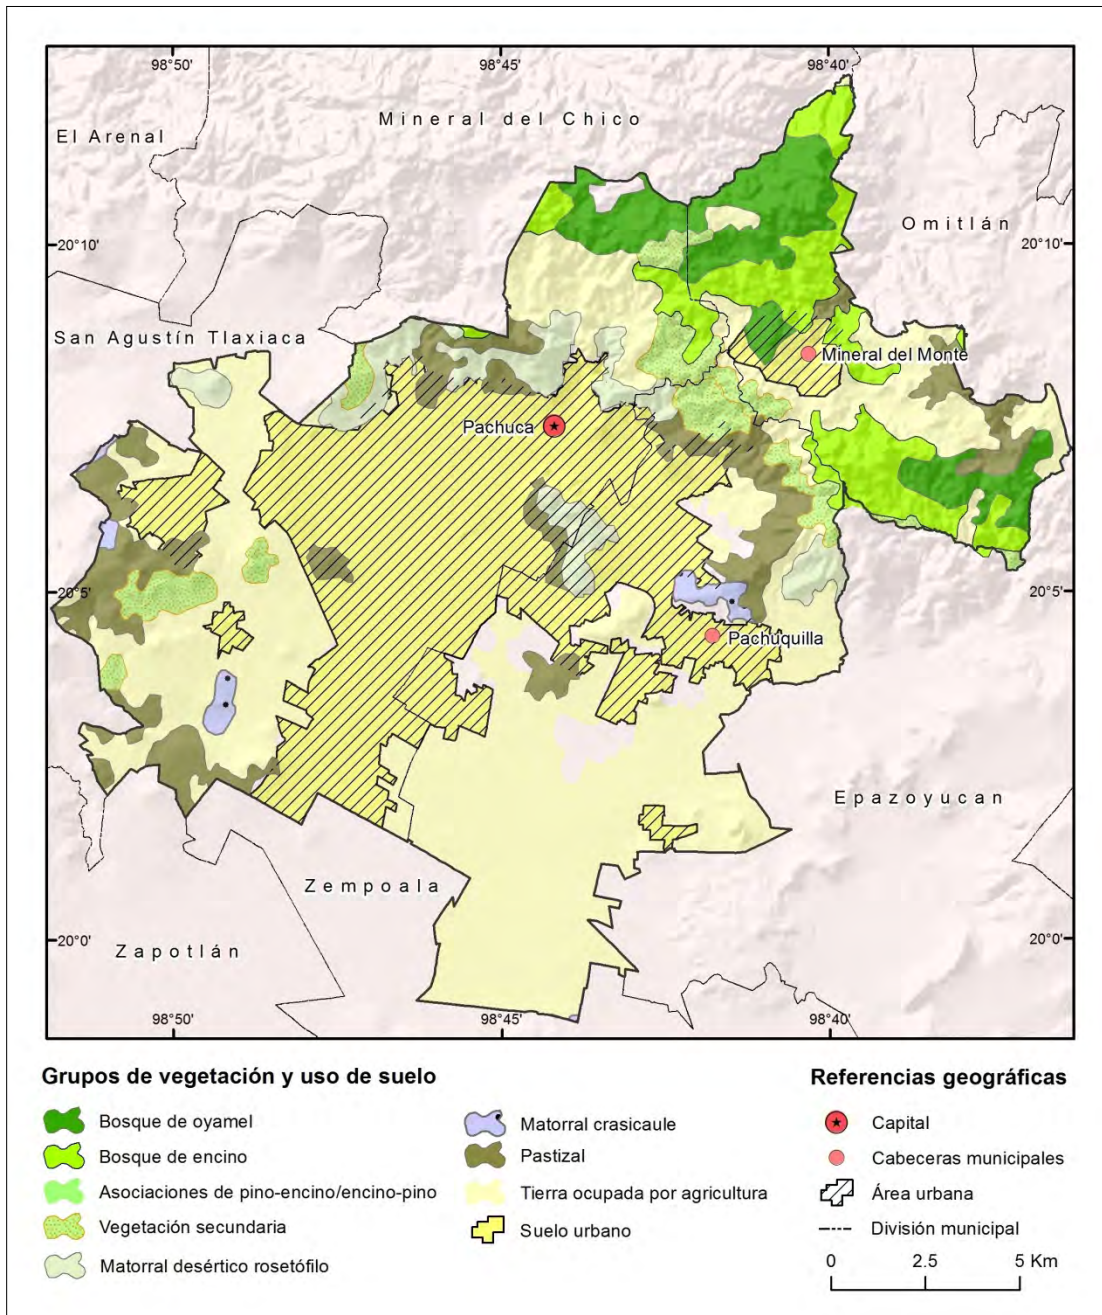 98°50'
98°45'
98°40'
Mineral del Chico
El Arenal
Omitlán
20°10'
20°10'
San Agustín Tlaxiaca
Mineral del Monte
Pachuca
20°5'
20°5'
Pachuquilla
Epazoyucan
Zempoala
20°0'
20°0'
Zapotlán
98°50'
98°45'
98°40'
Grupos de vegetación y uso de suelo
Bosque de oyamel
Bosque de encino
Asociaciones de pino-encino/encino-pino
Vegetación secundaria
Matorral desértico rosetófilo
Matorral crasicaule
Pastizal
Tierra ocupada por agricultura
Suelo urbano
Referencias geográficas
Capital
Cabeceras municipales
Área urbana
División municipal
0 2.5 5 Km